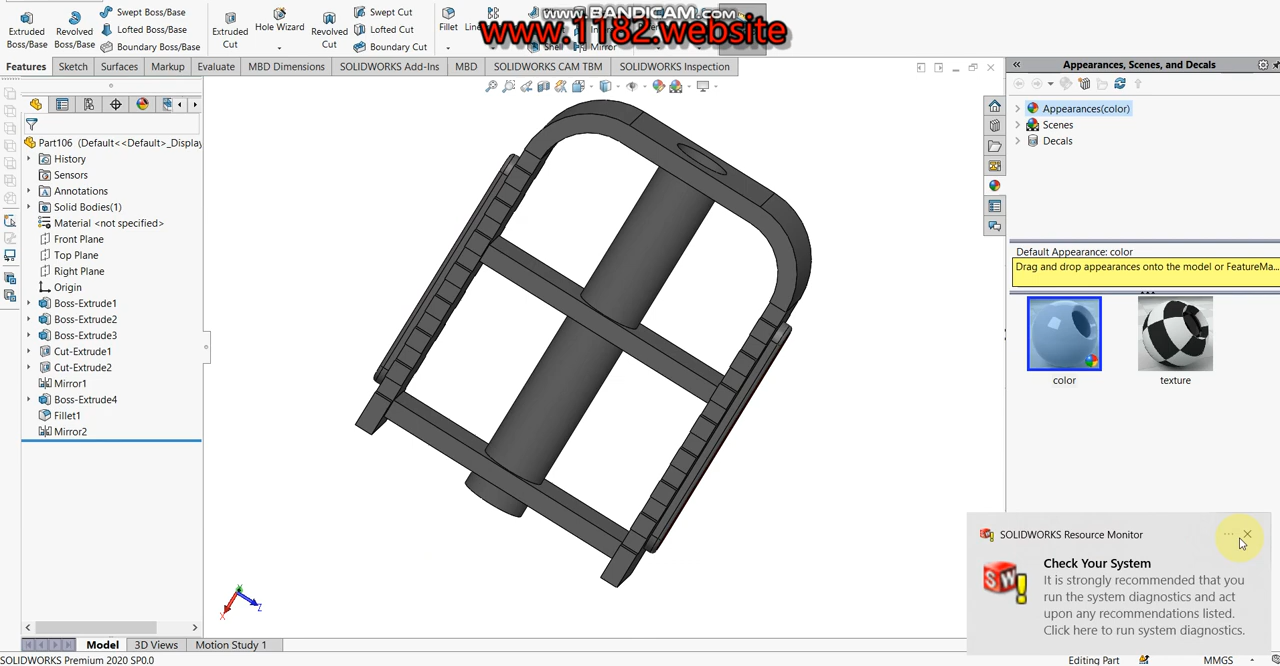 www.BANDICAM.com
www.1182.website
Extruded Boss/Base
Revolved Boss/Base
Swept Boss/Base
Lofted Boss/Base
Boundary Boss/Base
Extruded Cut
Hole Wizard
Revolved Cut
Swept Cut
Lofted Cut
Boundary Cut
Fillet
Shell
Mirror
Features
Sketch
Surfaces
Markup
Evaluate
MBD Dimensions
SOLIDWORKS Add-Ins
MBD
SOLIDWORKS CAM TBM
SOLIDWORKS Inspection
Part106 (Default<<Default>_Display
History
Sensors
Annotations
Solid Bodies(1)
Material <not specified>
Front Plane
Top Plane
Right Plane
Origin
Boss-Extrude1
Boss-Extrude2
Boss-Extrude3
Cut-Extrude1
Cut-Extrude2
Mirror1
Boss-Extrude4
Fillet1
Mirror2
Appearances, Scenes, and Decals
Appearances(color)
Scenes
Decals
Default Appearance: color
Drag and drop appearances onto the model or FeatureMa...
color
texture
SOLIDWORKS Resource Monitor
Check Your System
It is strongly recommended that you
run the system diagnostics and act
upon any recommendations listed.
Click here to run system diagnostics.
X
Y
Z
Model
3D Views
Motion Study 1
SOLIDWORKS Premium 2020 SP0.0
Editing Part
MMGS